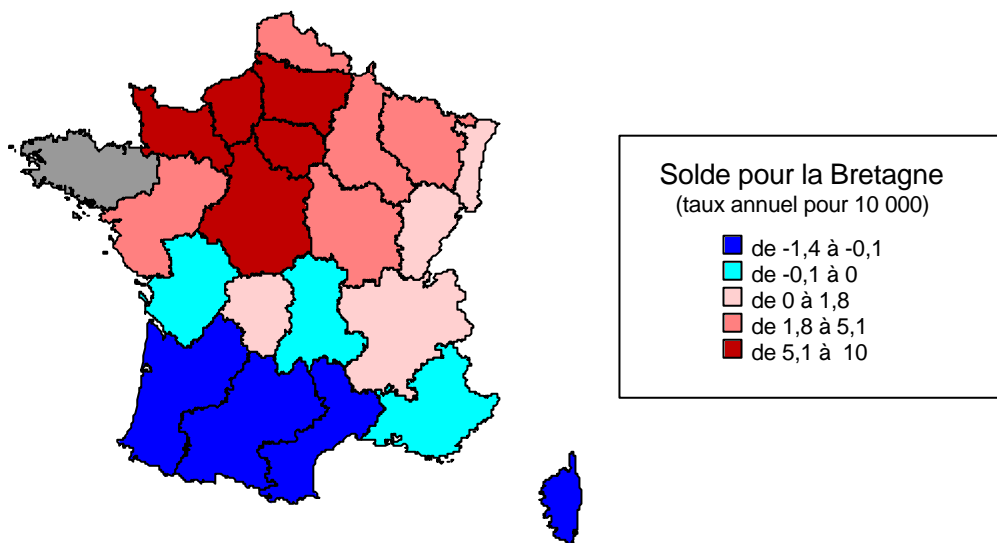 Solde pour la Bretagne
(taux annuel pour 10 000)
de -1,4 à -0,1
de -0,1 à 0
de 0 à 1,8
de 1,8 à 5,1
de 5,1 à 10